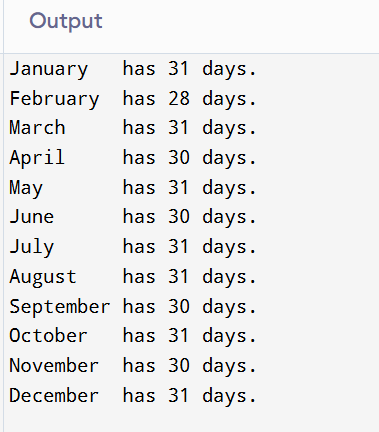 Output
January   has 31 days.
February  has 28 days.
March     has 31 days.
April     has 30 days.
May       has 31 days.
June      has 30 days.
July      has 31 days.
August    has 31 days.
September has 30 days.
October   has 31 days.
November  has 30 days.
December  has 31 days.